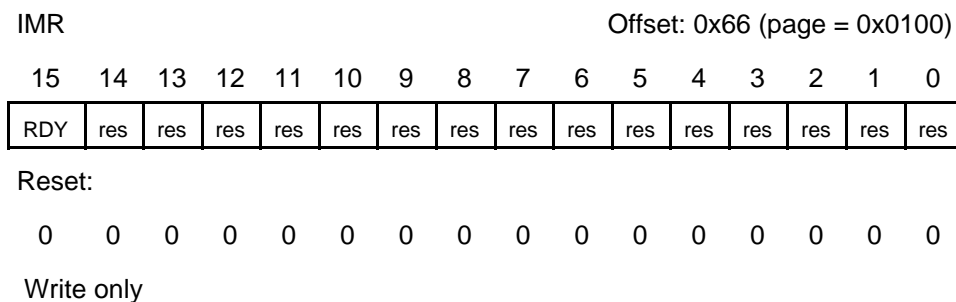 IMR Offset: 0x66 (page = 0x0100)
15 14 13 12 11 10 9 8 7 6 5 4 3 2 1 0
RDY res res res res res res res res res res res res res res res
Reset:
0 0 0 0 0 0 0 0 0 0 0 0 0 0 0 0
Write only